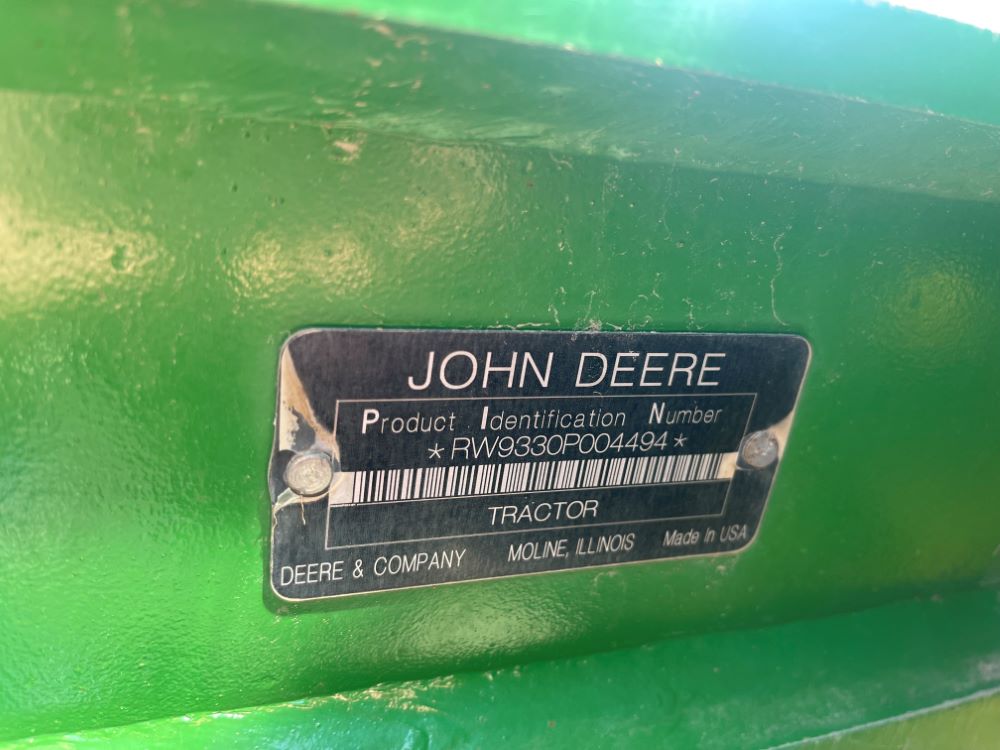 JOHN DEERE
Product Identification Number
*RW9330P004494*
TRACTOR
DEERE & COMPANY MOLINE, ILLINOIS Made in USA